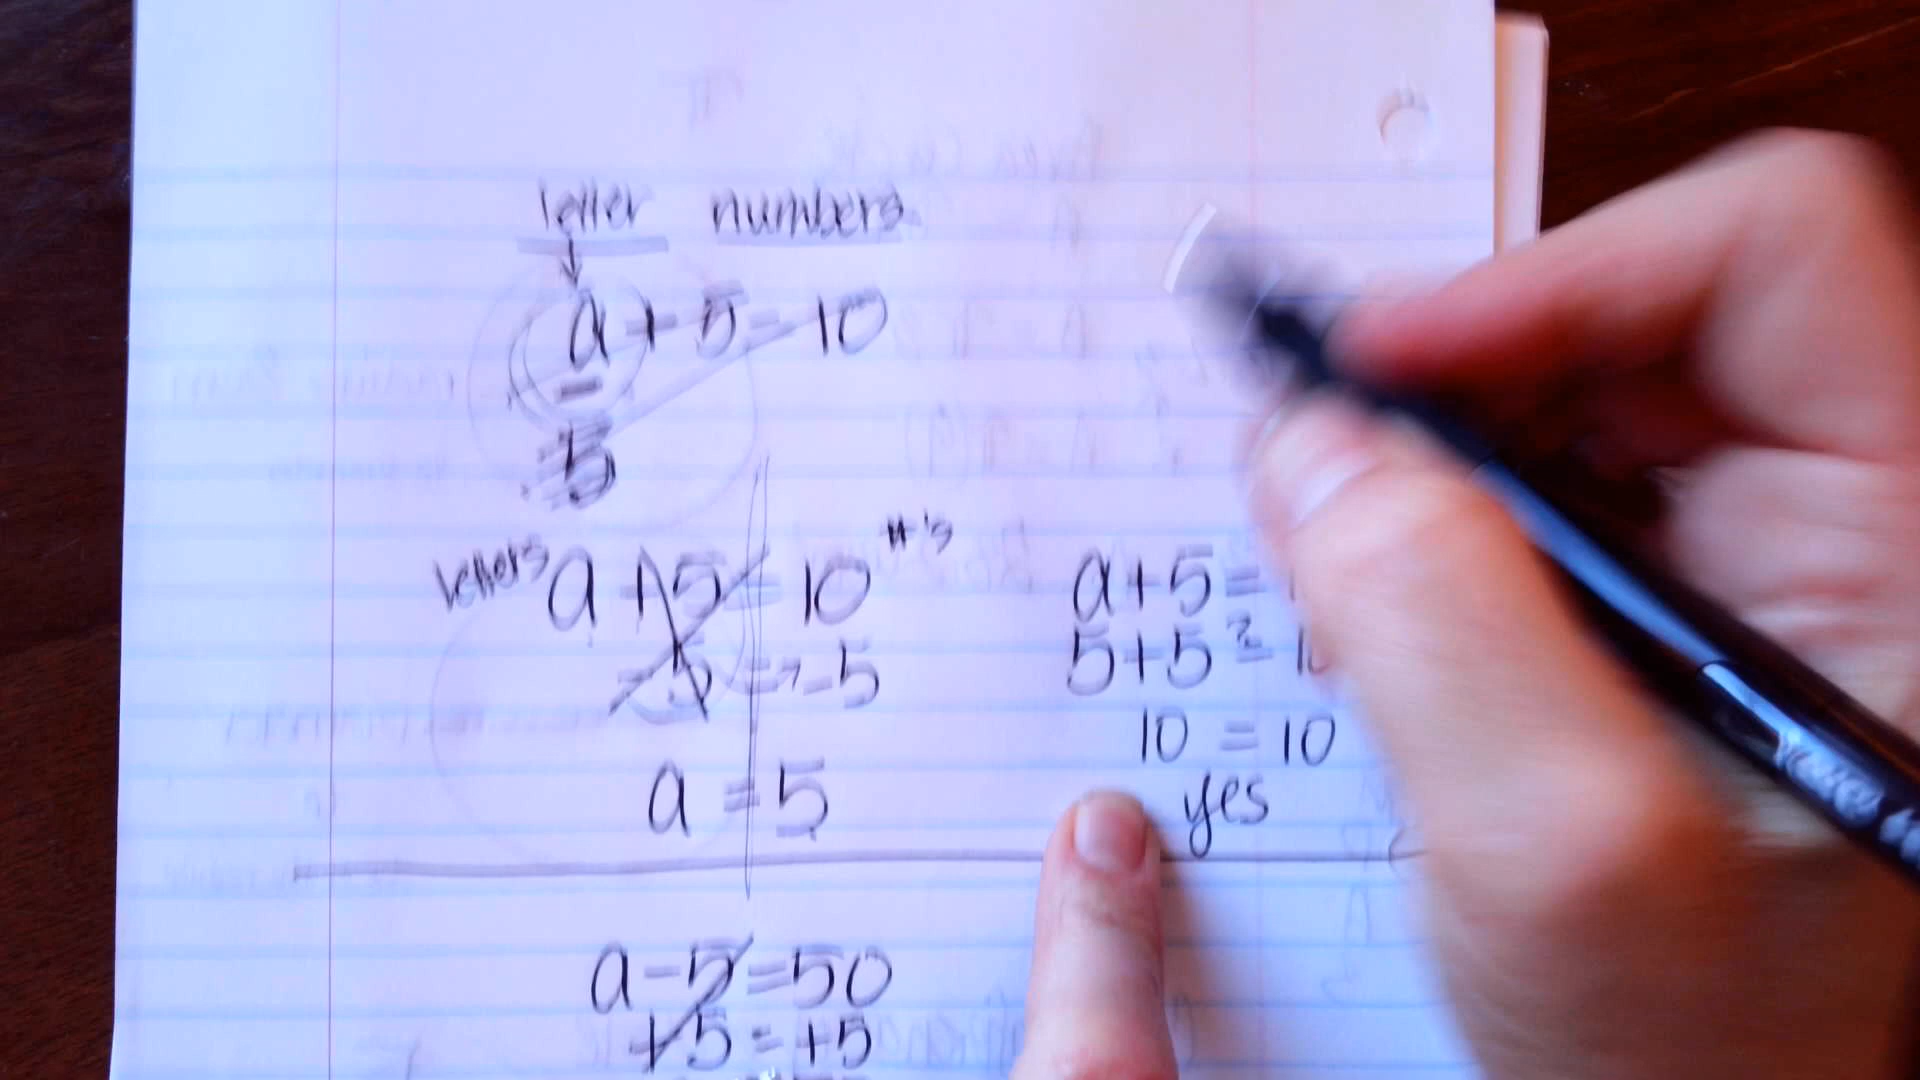 letter numbers
a + 5 = 10
-
5
letters a + 5 = 10 #'s
- 5 = - 5
a = 5
a + 5 =
5 + 5 ?= 10
10 = 10
yes
a - 5 = 50
+ 5 = + 5